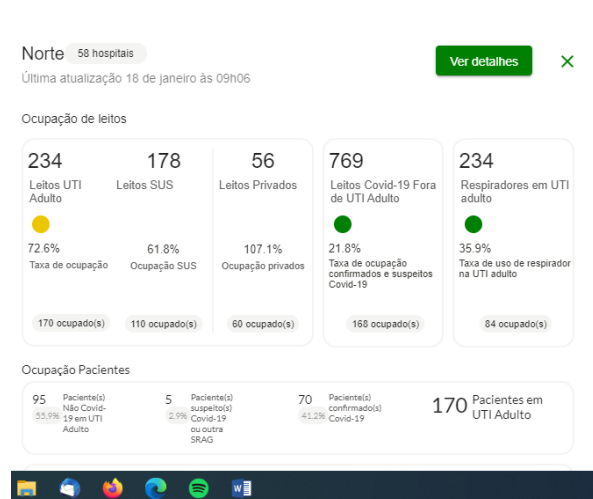 Norte 58 hospitais
Última atualização 18 de janeiro às 09h06
Ver detalhes
Ocupação de leitos
234
Leitos UTI
Adulto
72.6%
Taxa de ocupação
170 ocupado(s)
178
Leitos SUS
61.8%
Ocupação SUS
110 ocupado(s)
56
Leitos Privados
107.1%
Ocupação privados
60 ocupado(s)
769
Leitos Covid-19 Fora
de UTI Adulto
21.8%
Taxa de ocupação
confirmados e suspeitos
Covid-19
168 ocupado(s)
234
Respiradores em UTI
adulto
35.9%
Taxa de uso de respirador
na UTI adulto
84 ocupado(s)
Ocupação Pacientes
95
55.9%
Paciente(s)
Não Covid-
19 em UTI
Adulto
5
2.9%
Paciente(s)
suspeito(s)
Covid-19
ou outra
SRAG
70
41.2%
Paciente(s)
confirmado(s)
Covid-19
170
Pacientes em
UTI Adulto